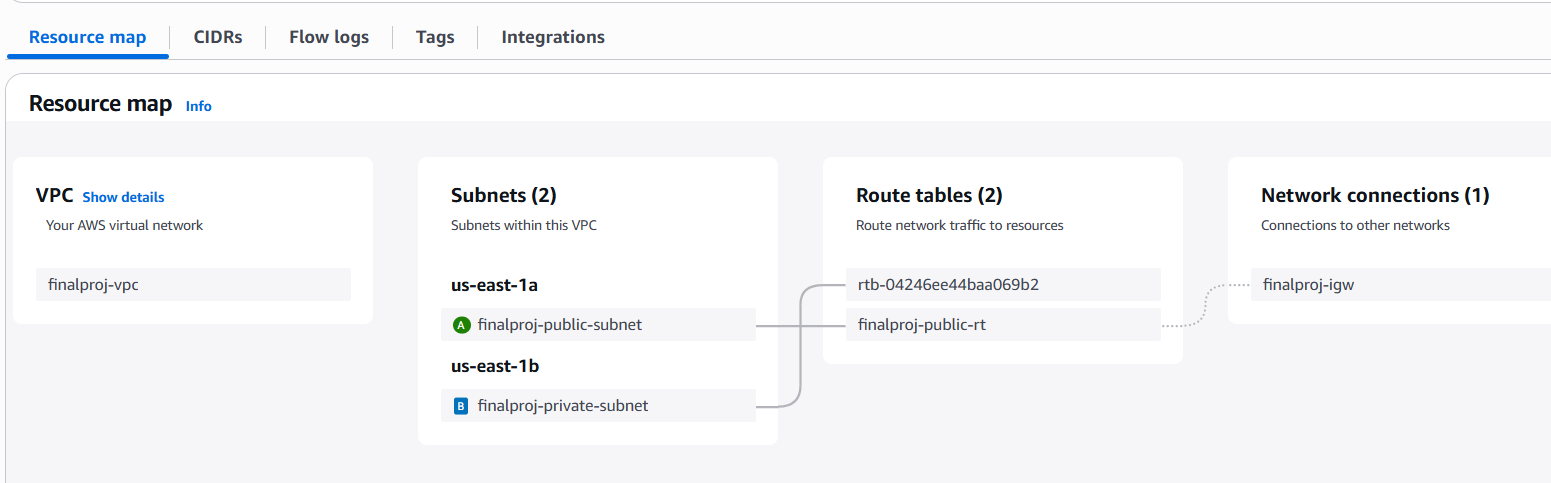 Resource map
CIDRs
Flow logs
Tags
Integrations
Resource map Info
VPC Show details
Your AWS virtual network
finalproj-vpc
Subnets (2)
Subnets within this VPC
us-east-1a
A finalproj-public-subnet
us-east-1b
B finalproj-private-subnet
Route tables (2)
Route network traffic to resources
rtb-04246ee44baa069b2
finalproj-public-rt
Network connections (1)
Connections to other networks
finalproj-igw